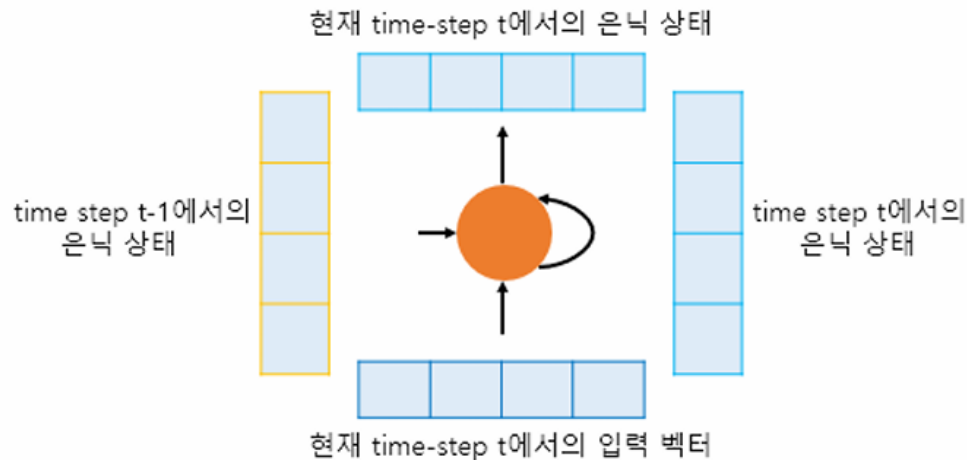 현재 time-step t에서의 은닉 상태
time step t-1에서의
은닉 상태
time step t에서의
은닉 상태
현재 time-step t에서의 입력 벡터